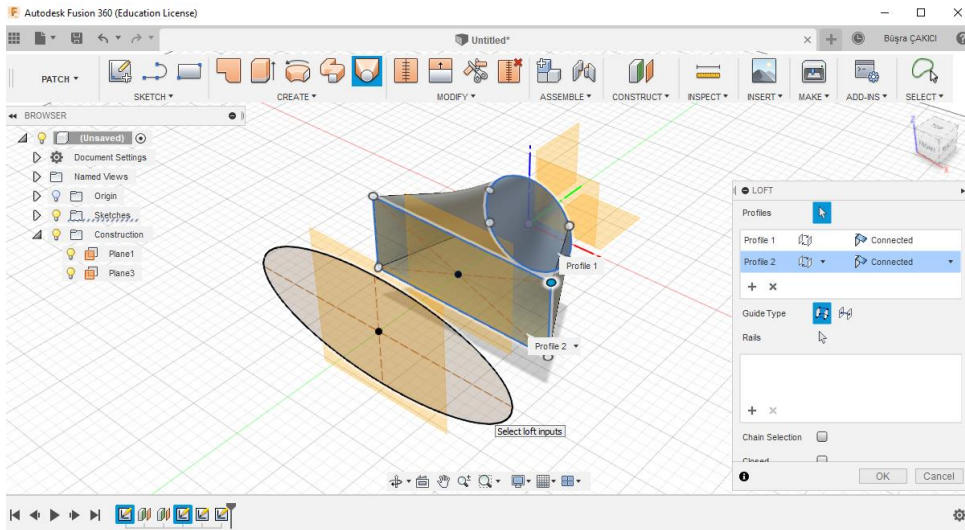 Autodesk Fusion 360 (Education License)
Untitled*
Büşra ÇAKICI
PATCH
SKETCH
CREATE
MODIFY
ASSEMBLE
CONSTRUCT
INSPECT
INSERT
MAKE
ADD-INS
SELECT
BROWSER
(Unsaved)
Document Settings
Named Views
Origin
Sketches
Construction
Plane1
Plane3
TOP
FRONT
Z
X
Profile 1
Profile 2
Select loft inputs
LOFT
Profiles
Profile 1 Connected
Profile 2 Connected
Guide Type
Rails
Chain Selection
Closed
OK Cancel